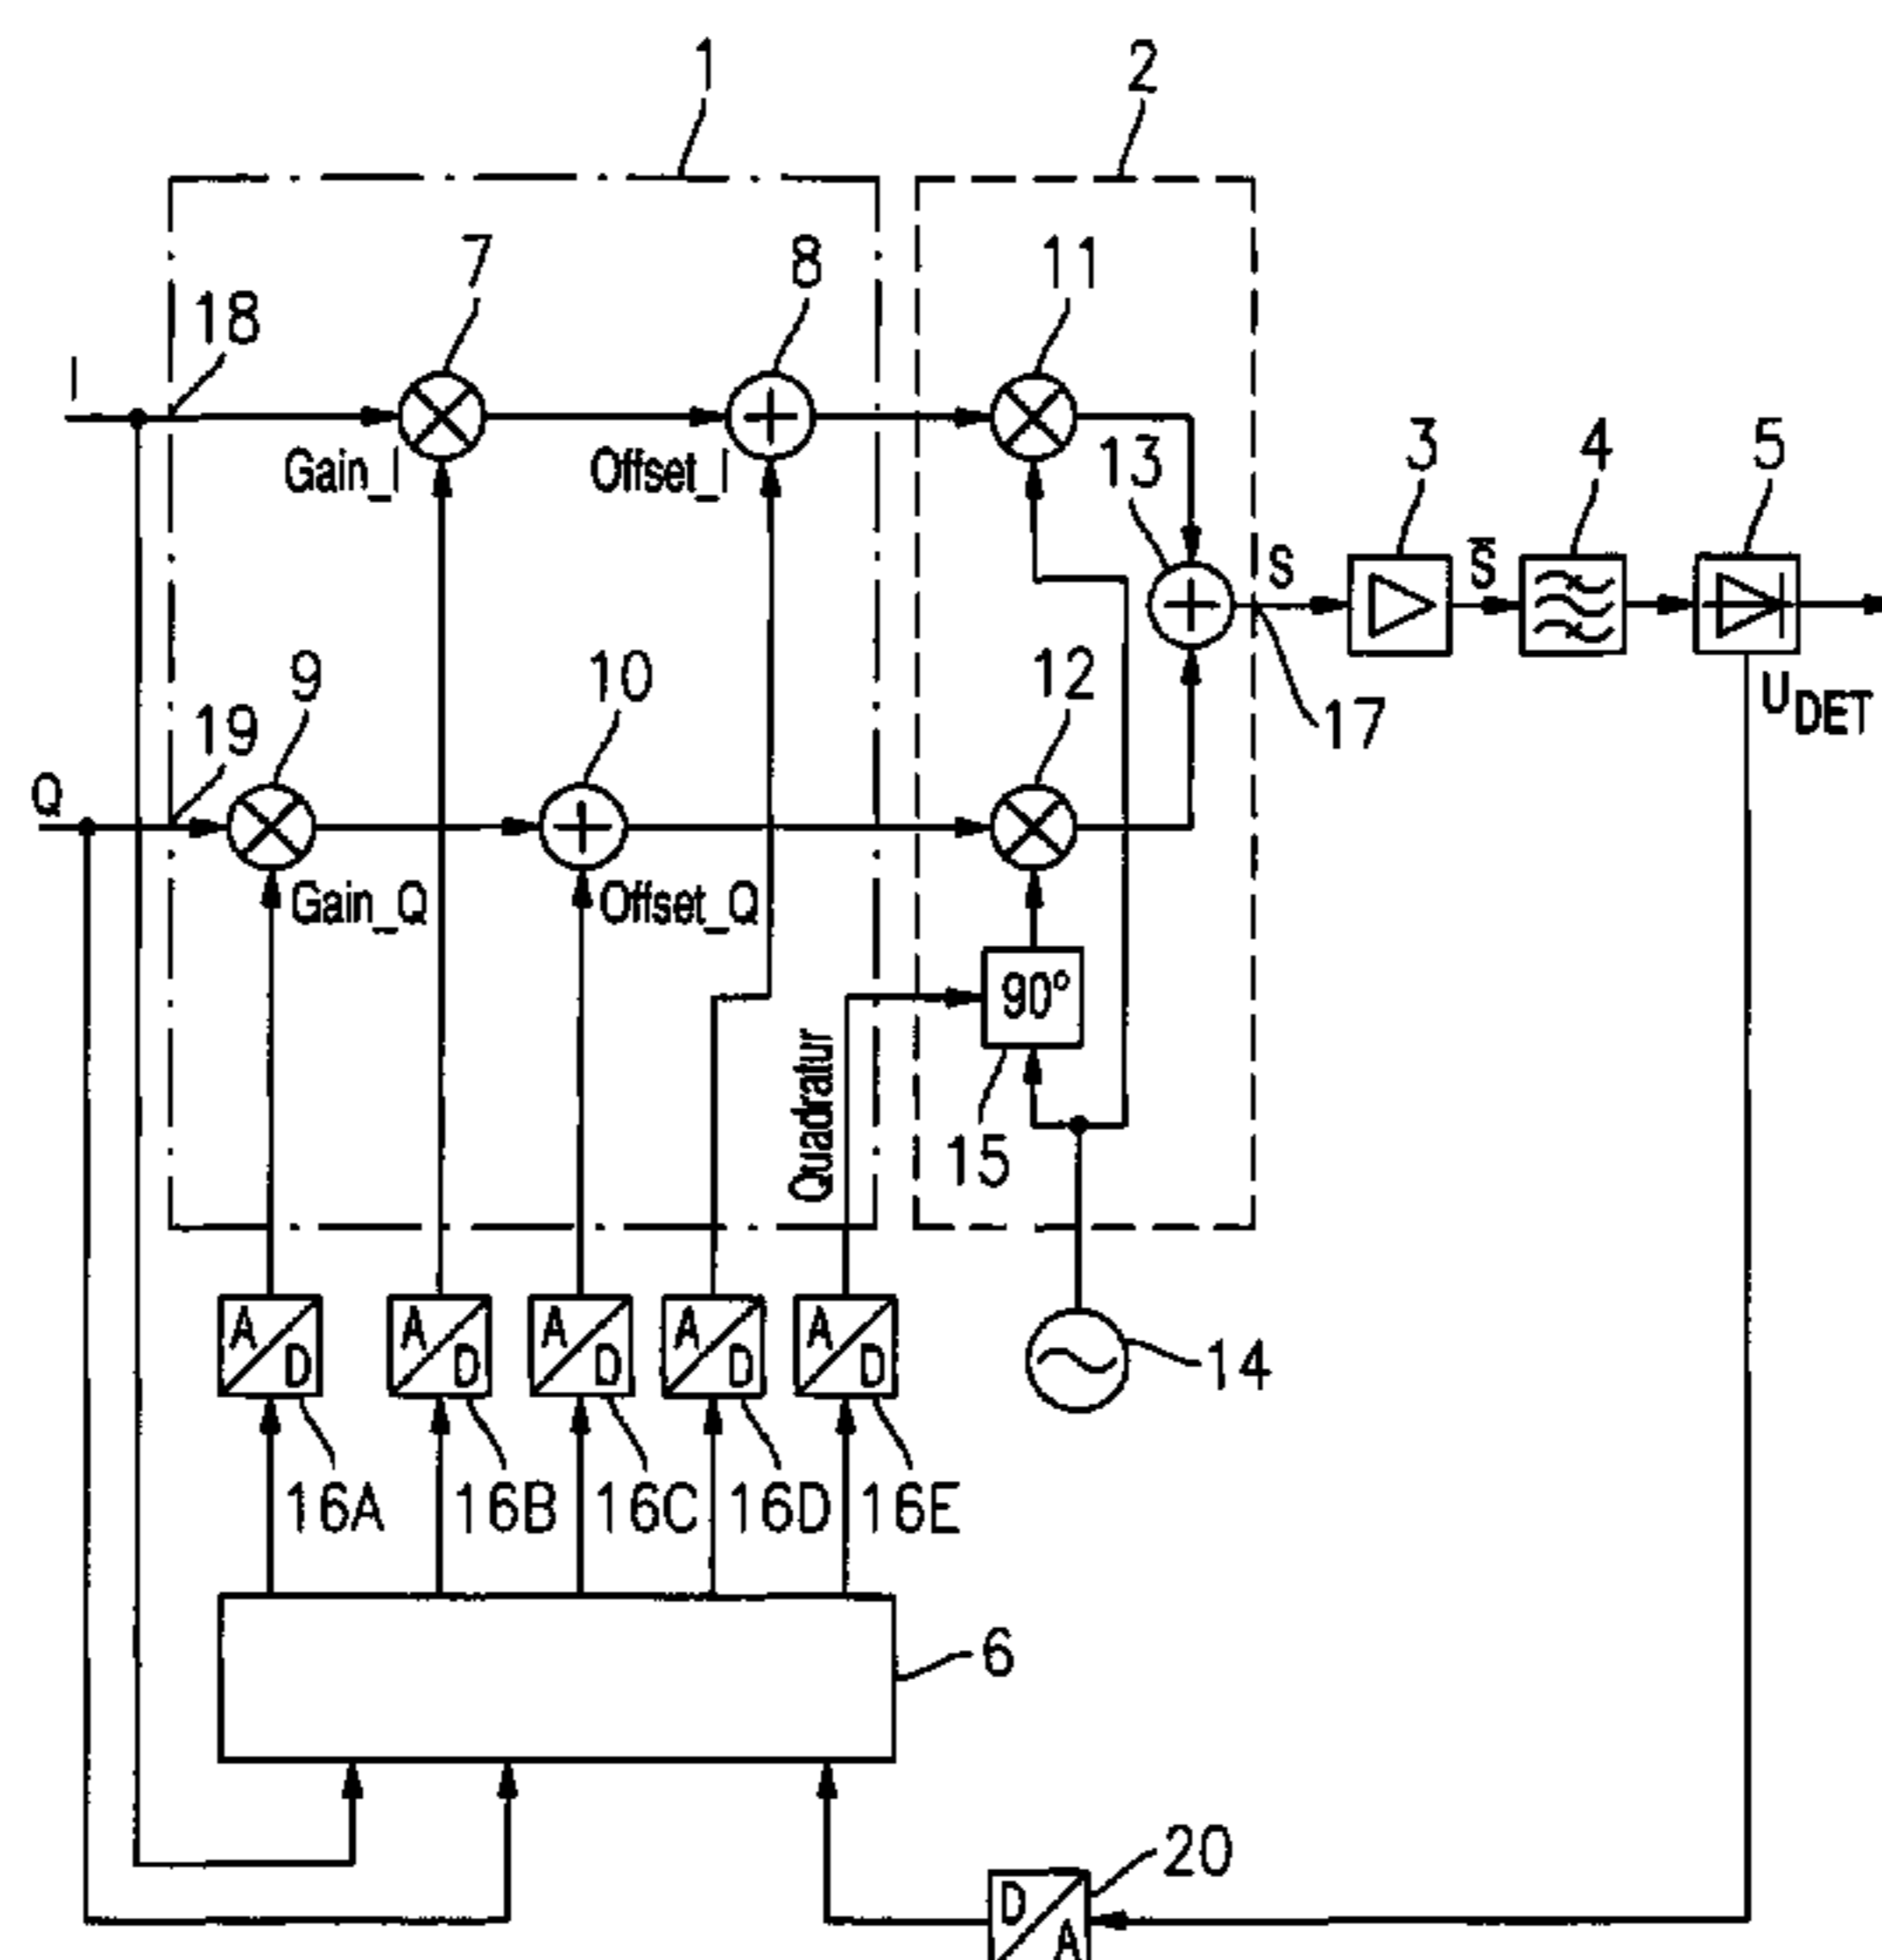 1
2
7
8
11
18
I
Gain_I
Offset_I
13
3
4
5
S
S̄
9
10
12
19
17
U_DET
Q
Gain_Q
Offset_Q
90°
Quadratur
15
A/D
A/D
A/D
A/D
A/D
14
16A
16B
16C
16D
16E
6
20
D/A